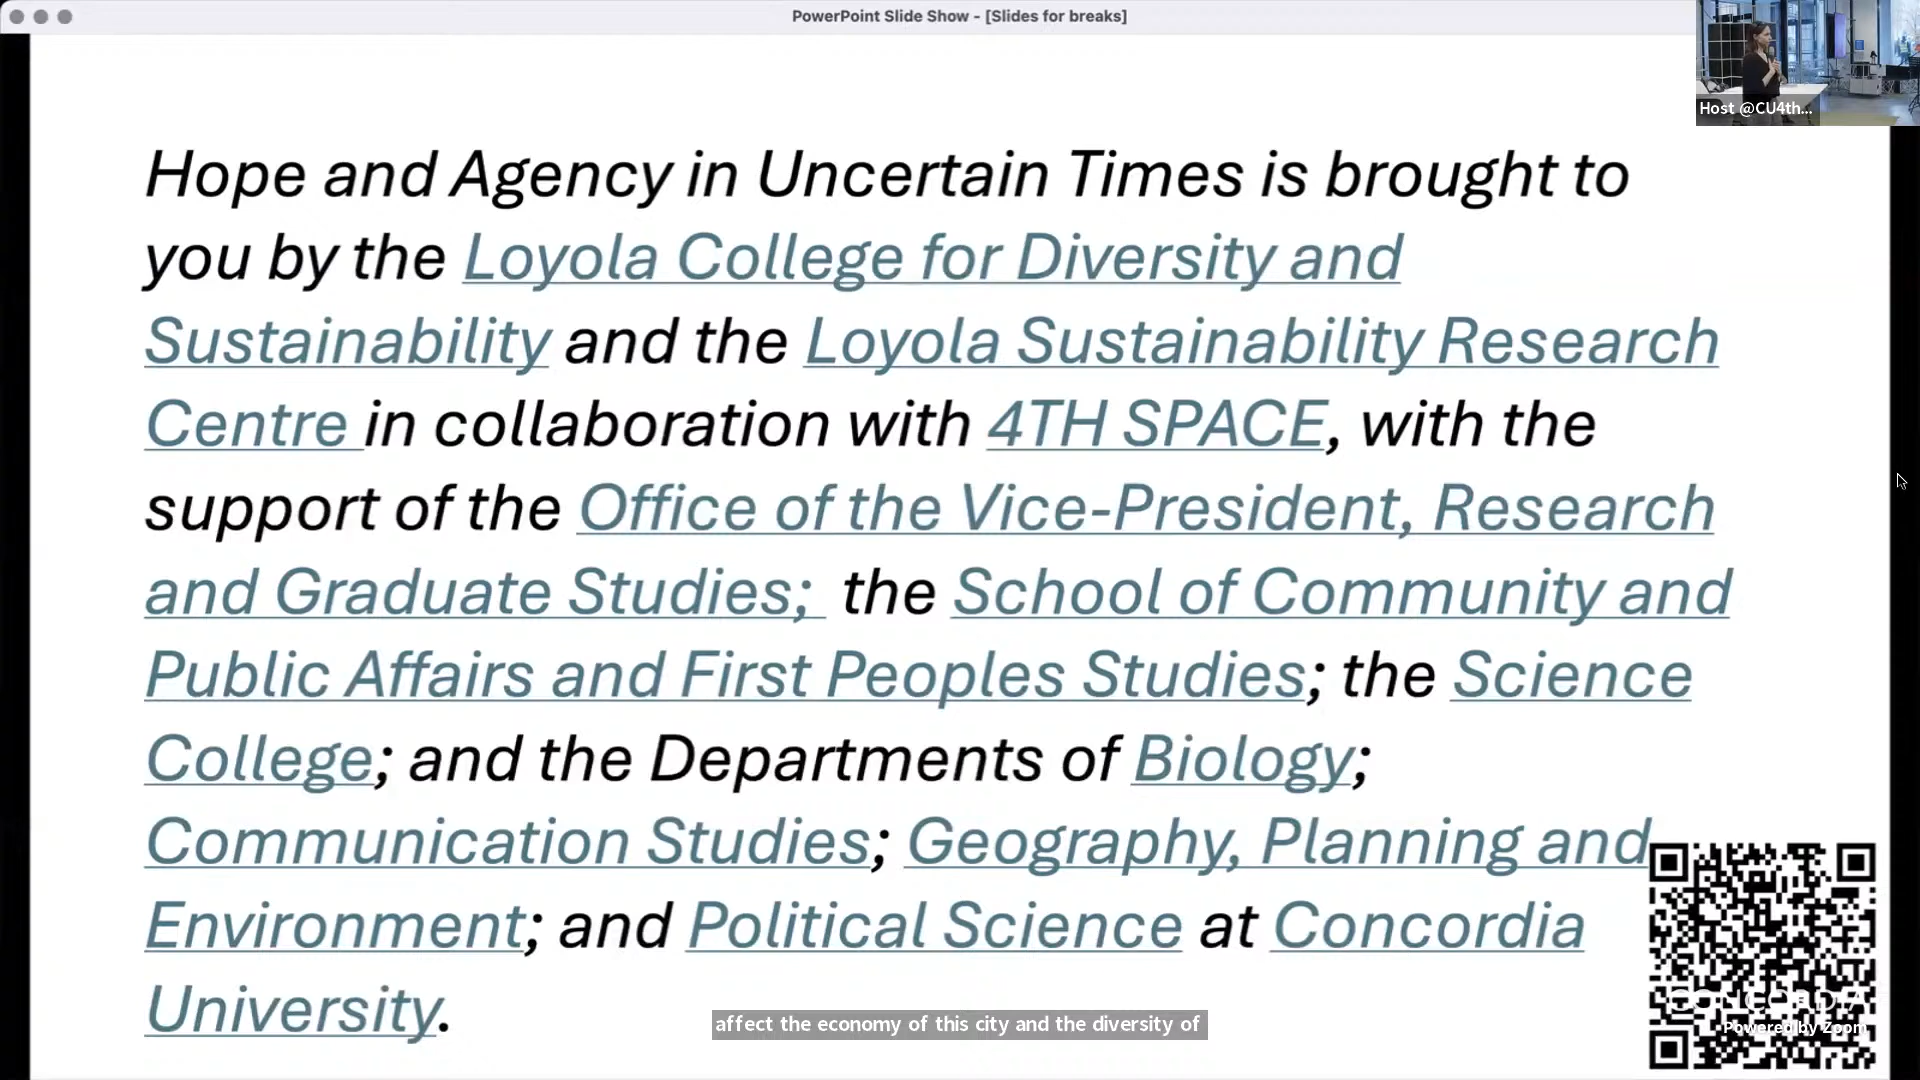 PowerPoint Slide Show - [Slides for breaks]
Host @CU4th...
Hope and Agency in Uncertain Times is brought to
you by the Loyola College for Diversity and
Sustainability and the Loyola Sustainability Research
Centre in collaboration with 4TH SPACE, with the
support of the Office of the Vice-President, Research
and Graduate Studies;  the School of Community and
Public Affairs and First Peoples Studies; the Science
College; and the Departments of Biology;
Communication Studies; Geography, Planning and
Environment; and Political Science at Concordia
University.
affect the economy of this city and the diversity of
CONCORDIA
Powered by Zoom